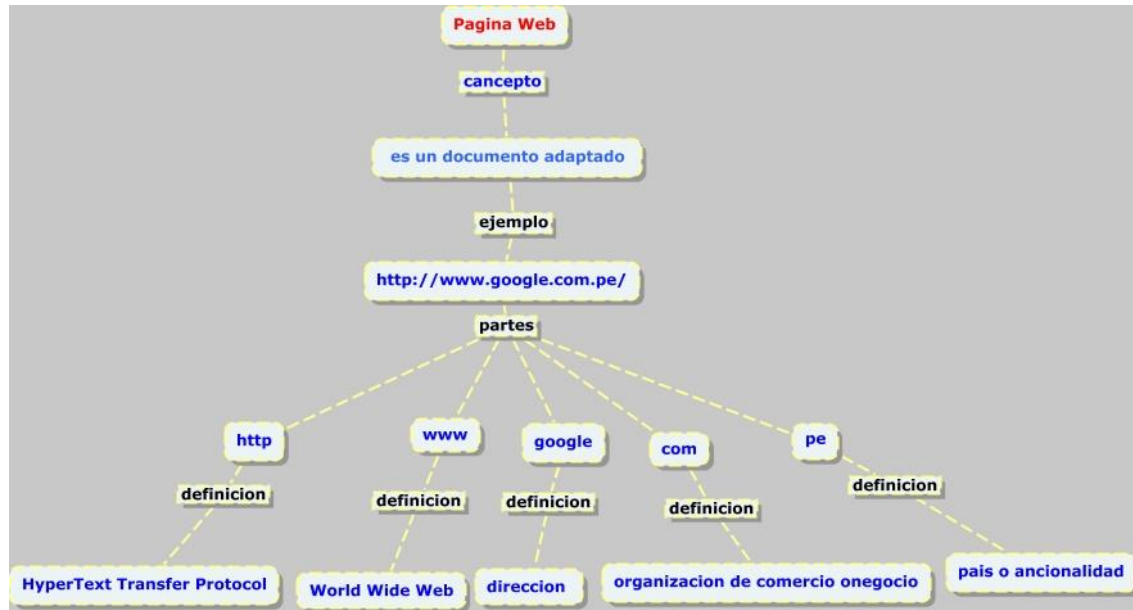 Pagina Web
cancepto
es un documento adaptado
ejemplo
http://www.google.com.pe/
partes
http
www
google
com
pe
definicion
definicion
definicion
definicion
definicion
HyperText Transfer Protocol
World Wide Web
direccion
organizacion de comercio onegocio
pais o ancionalidad